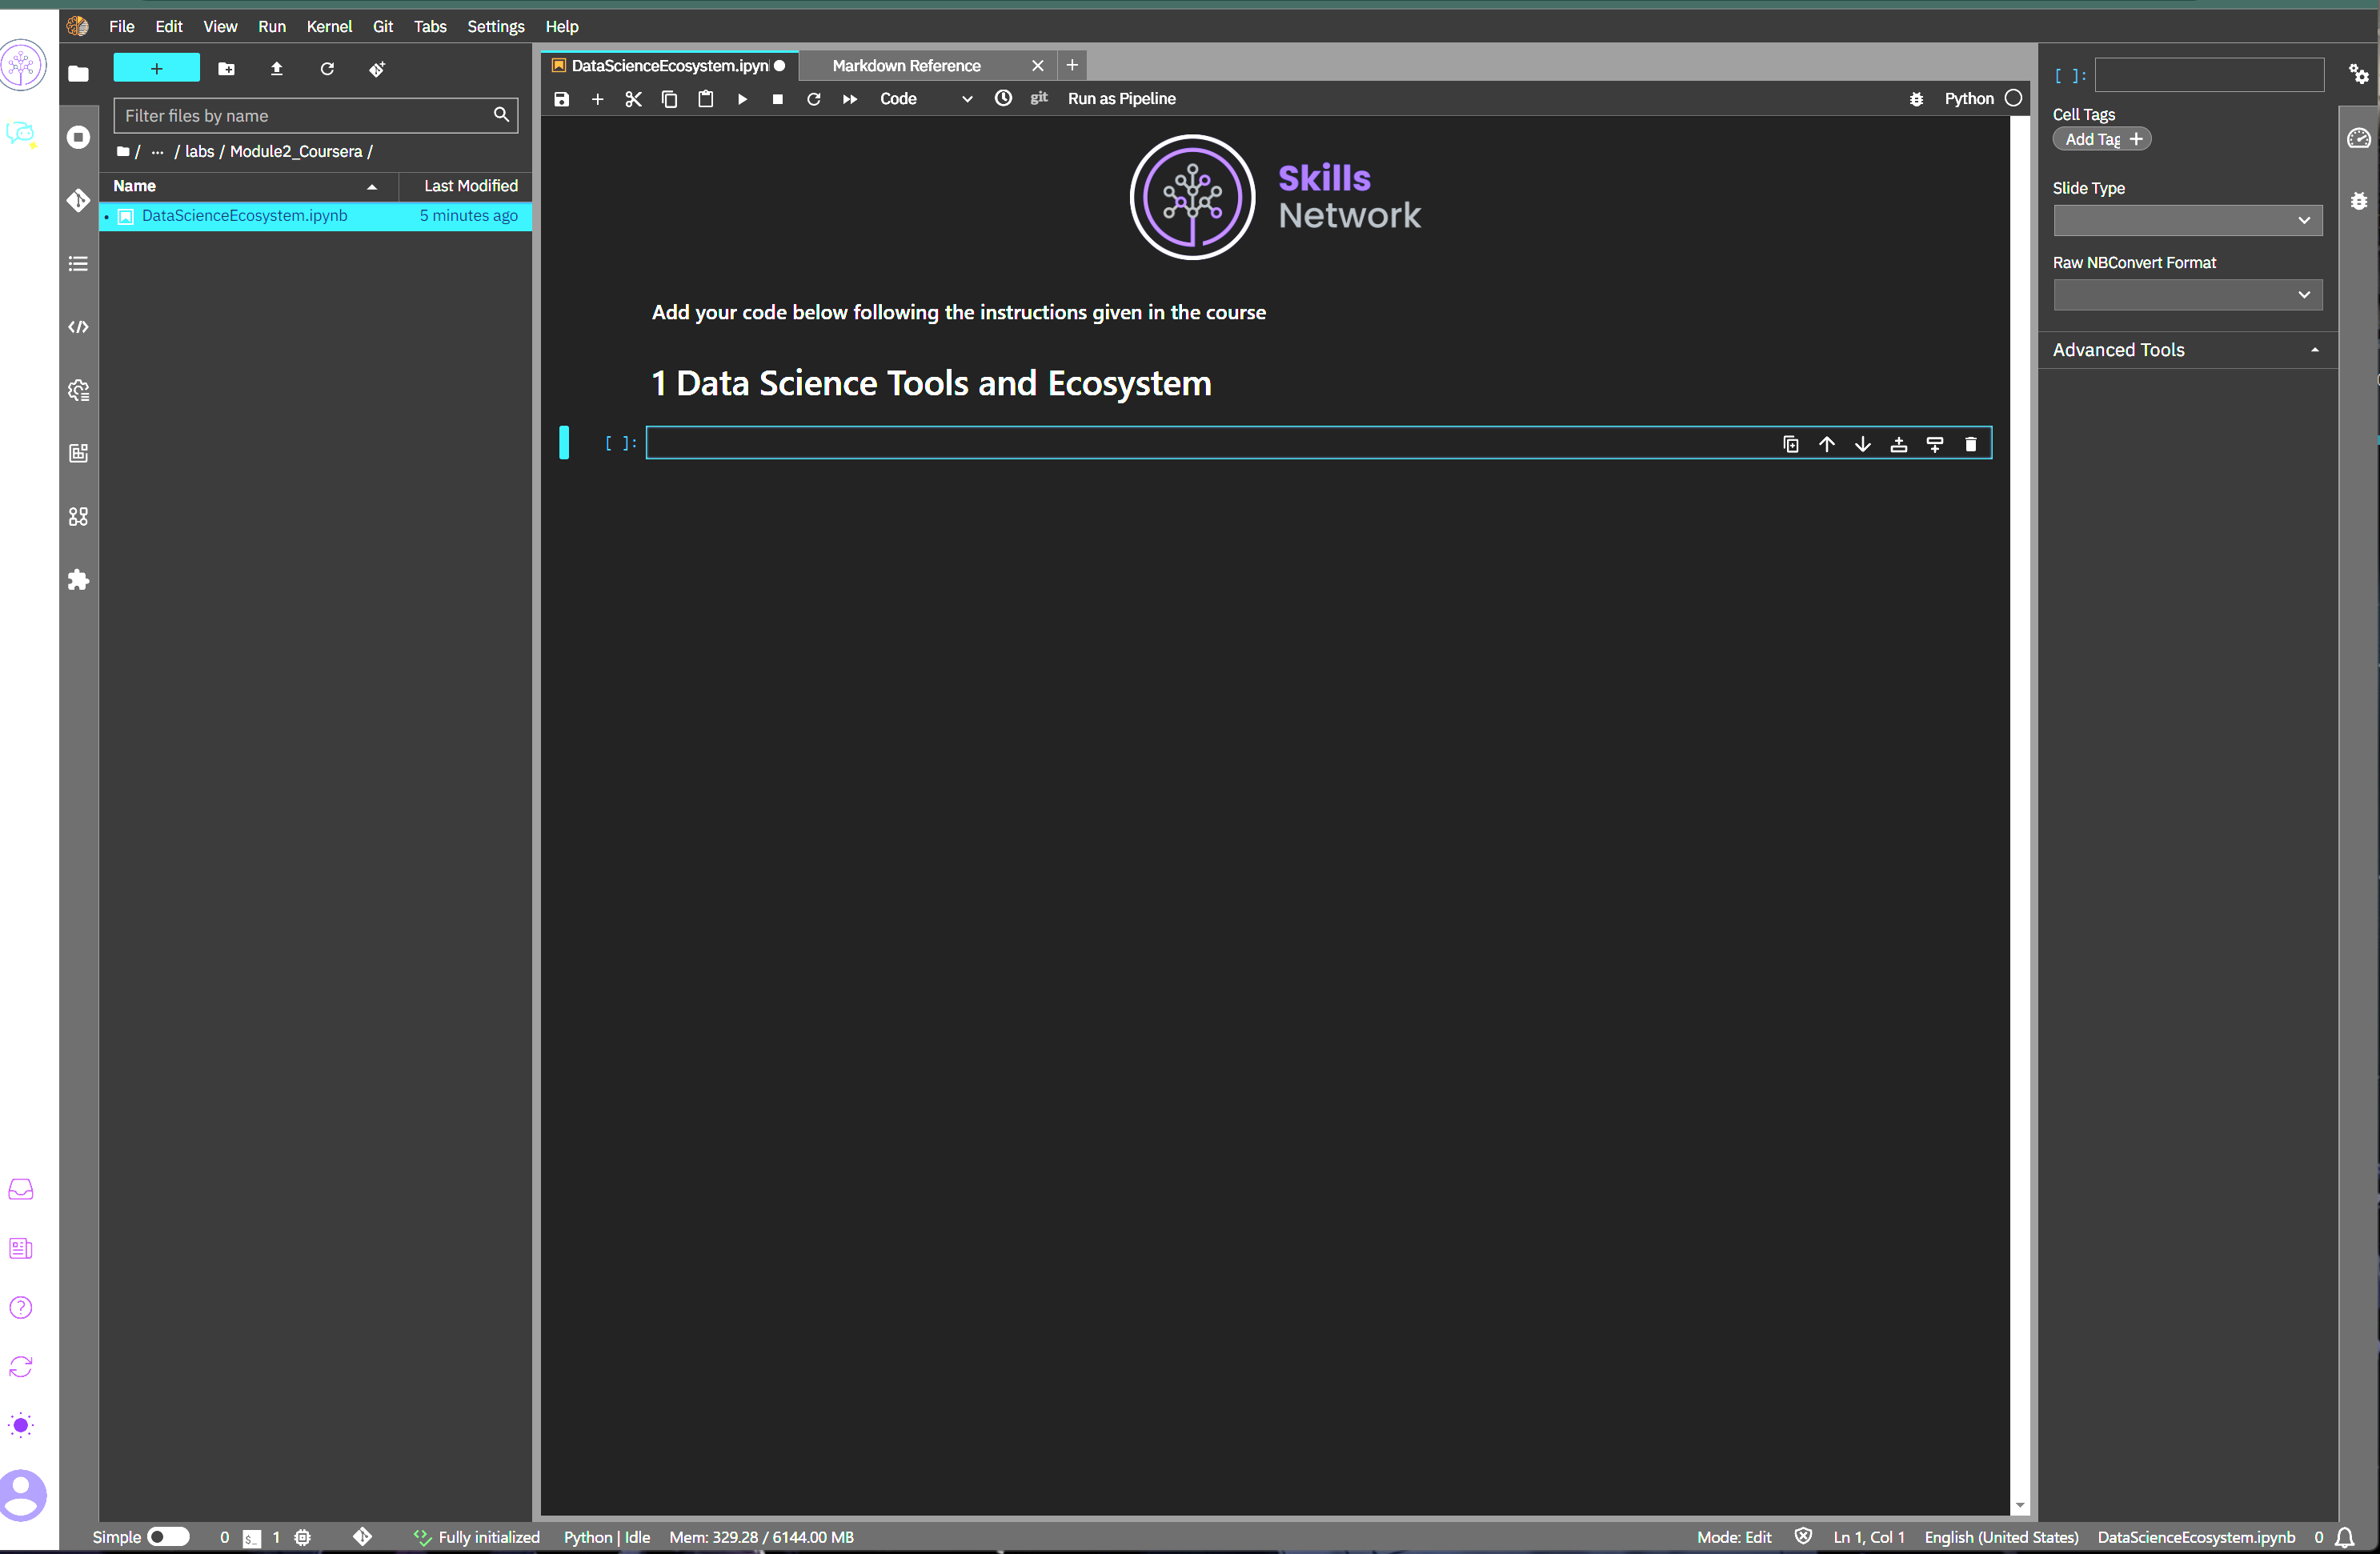 File Edit View Run Kernel Git Tabs Settings Help
DataScienceEcosystem.ipynl
Markdown Reference
Code
git
Run as Pipeline
Python
Filter files by name
/ ... / labs / Module2_Coursera /
Name
Last Modified
DataScienceEcosystem.ipynb
5 minutes ago
Skills
Network
Add your code below following the instructions given in the course
1 Data Science Tools and Ecosystem
[ ]:
[ ]:
Cell Tags
Add Tag +
Slide Type
Raw NBConvert Format
Advanced Tools
Simple
0
$_
1
Fully initialized
Python | Idle
Mem: 329.28 / 6144.00 MB
Mode: Edit
Ln 1, Col 1
English (United States)
DataScienceEcosystem.ipynb
0